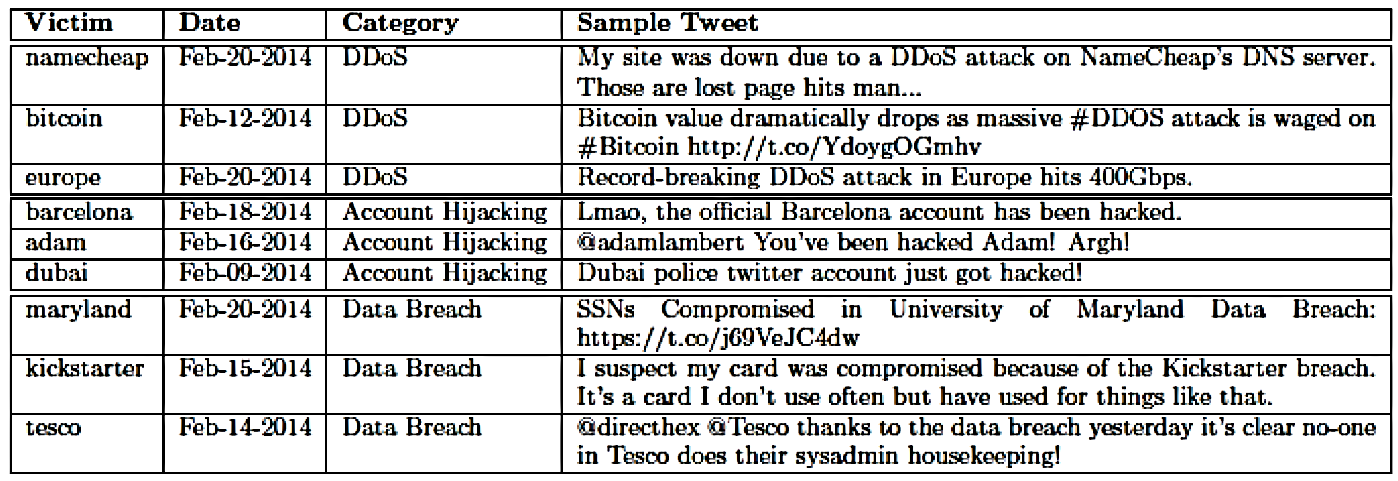 Victim Date Category Sample Tweet
namecheap Feb-20-2014 DDoS My site was down due to a DDoS attack on NameCheap's DNS server.
Those are lost page hits man...
bitcoin Feb-12-2014 DDoS Bitcoin value dramatically drops as massive #DDOS attack is waged on
#Bitcoin http://t.co/YdoygOGmhv
europe Feb-20-2014 DDoS Record-breaking DDoS attack in Europe hits 400Gbps.
barcelona Feb-18-2014 Account Hijacking Lmao, the official Barcelona account has been hacked.
adam Feb-16-2014 Account Hijacking @adamlambert You've been hacked Adam! Argh!
dubai Feb-09-2014 Account Hijacking Dubai police twitter account just got hacked!
maryland Feb-20-2014 Data Breach SSNs Compromised in University of Maryland Data Breach:
https://t.co/j69VeJC4dw
kickstarter Feb-15-2014 Data Breach I suspect my card was compromised because of the Kickstarter breach.
It's a card I don't use often but have used for things like that.
tesco Feb-14-2014 Data Breach @directhex @Tesco thanks to the data breach yesterday it's clear no-one
in Tesco does their sysadmin housekeeping!